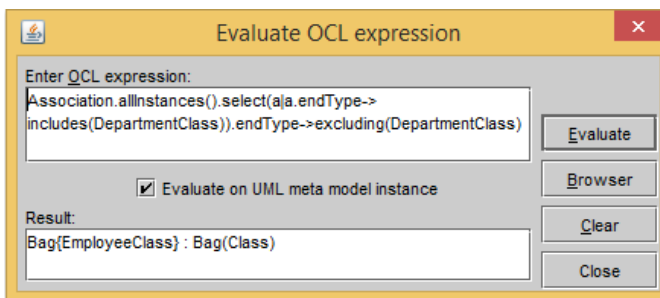 Evaluate OCL expression
Enter OCL expression:
Association.allInstances().select(a|a.endType->
includes(DepartmentClass)).endType->excluding(DepartmentClass)
Evaluate
Evaluate on UML meta model instance
Browser
Result:
Bag{EmployeeClass} : Bag(Class)
Clear
Close